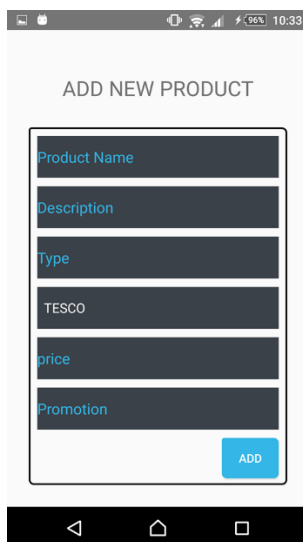 96% 10:33
ADD NEW PRODUCT
Product Name
Description
Type
TESCO
price
Promotion
ADD